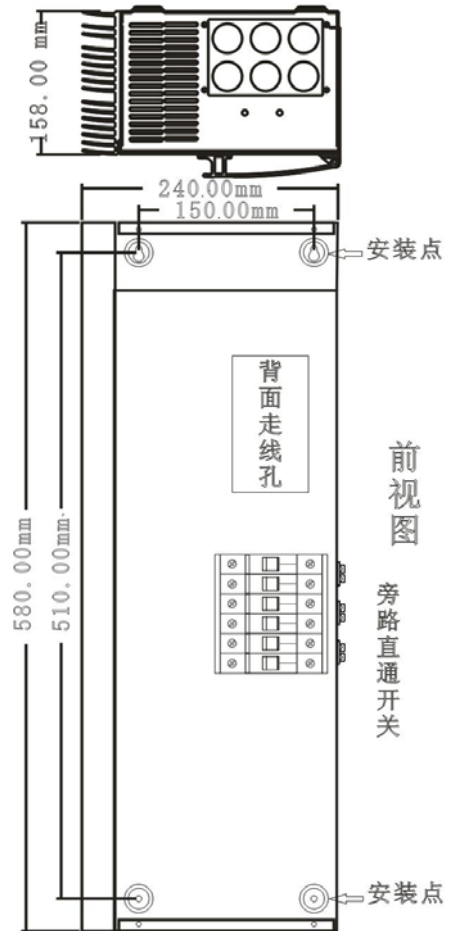 158.00 mm
240.00mm
150.00mm
安装点
背面走线孔
前视图
580.00mm
510.00mm
旁路直通开关
安装点